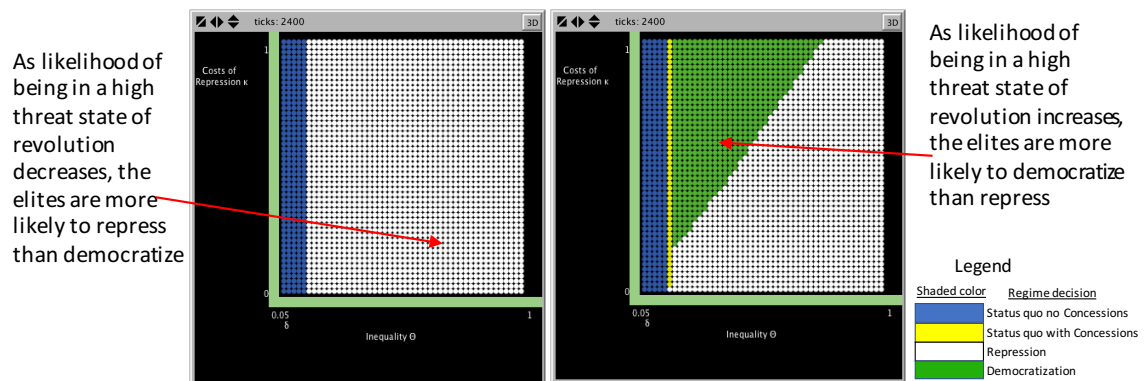 As likelihood of
being in a high
threat state of
revolution
decreases, the
elites are more
likely to repress
than democratize
ticks: 2400
3D
1
Costs of
Repression κ
0
0.05
δ
1
Inequality Θ
ticks: 2400
3D
1
Costs of
Repression κ
0
0.05
δ
1
Inequality Θ
As likelihood of
being in a high
threat state of
revolution increases,
the elites are more
likely to democratize
than repress
Legend
Shaded color Regime decision
Status quo no Concessions
Status quo with Concessions
Repression
Democratization